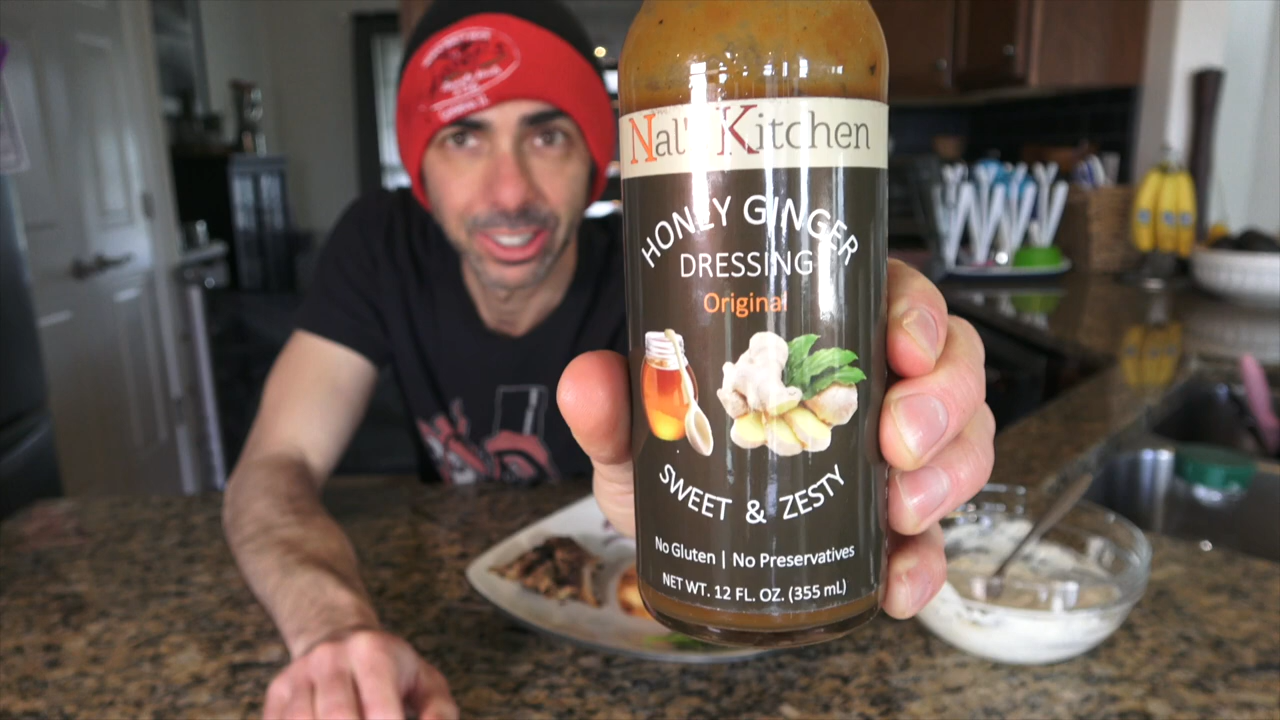 Nal's Kitchen
HONEY GINGER
DRESSING
Original
SWEET & ZESTY
No Gluten | No Preservatives
NET WT. 12 FL. OZ. (355 mL)